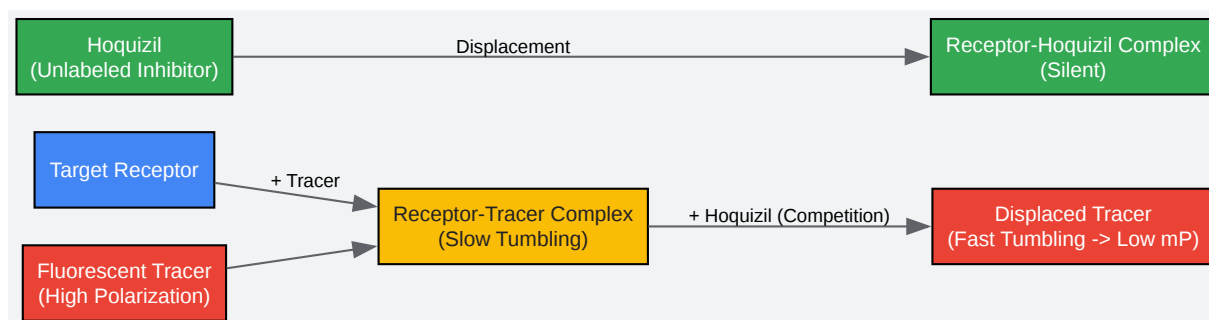 Hoquizil
(Unlabeled Inhibitor)
Displacement
Receptor-Hoquizil Complex
(Silent)
Target Receptor
+ Tracer
Receptor-Tracer Complex
(Slow Tumbling)
+ Hoquizil (Competition)
Displaced Tracer
(Fast Tumbling -> Low mP)
Fluorescent Tracer
(High Polarization)